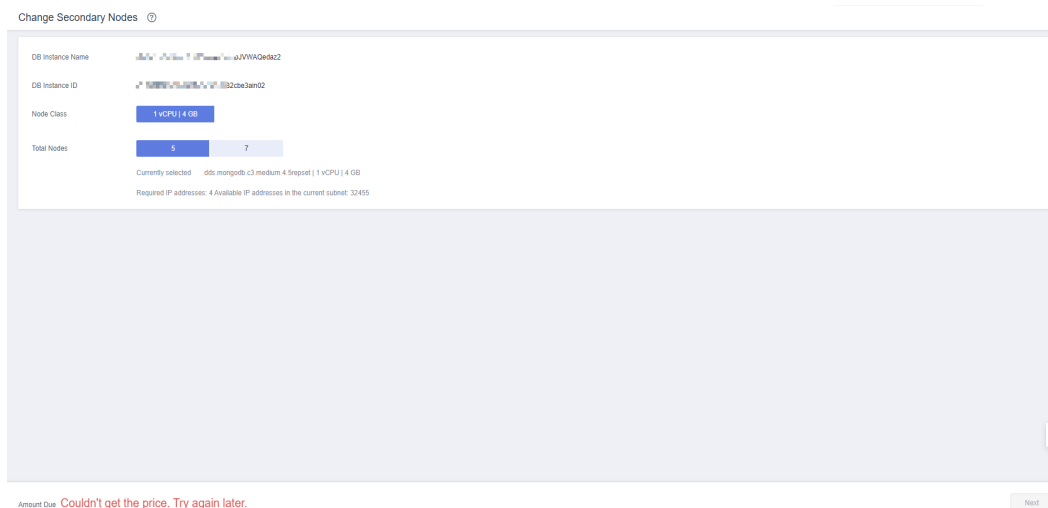 Change Secondary Nodes ?
DB Instance Name JVWAQedaz2
DB Instance ID 32cbe3ain02
Node Class 1 vCPU | 4 GB
Total Nodes 5 7
Currently selected dds.mongodb.c3.medium.4.5repset | 1 vCPU | 4 GB
Required IP addresses: 4 Available IP addresses in the current subnet: 32455
Amount Due Couldn't get the price. Try again later. Next